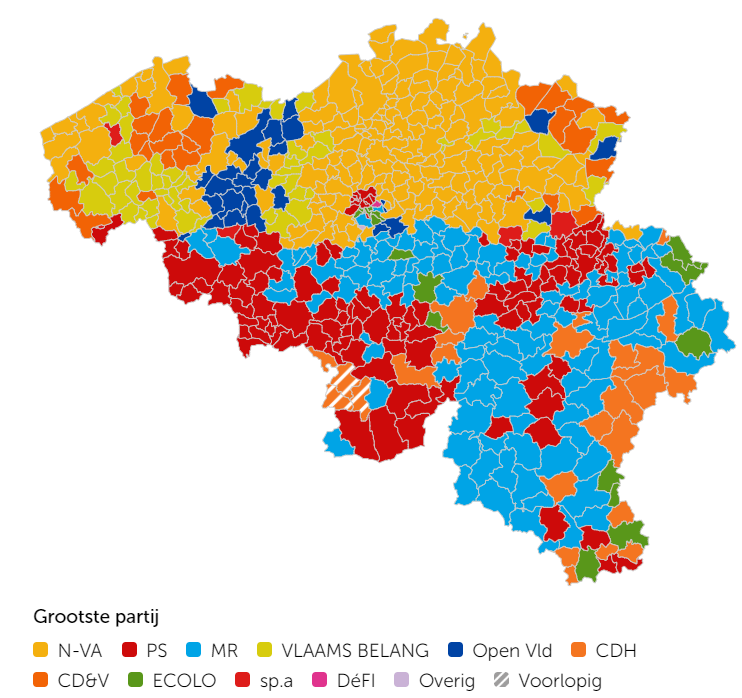 Grootste partij
N-VA PS MR VLAAMS BELANG Open Vld CDH
CD&V ECOLO sp.a DéFI Overig Voorlopig